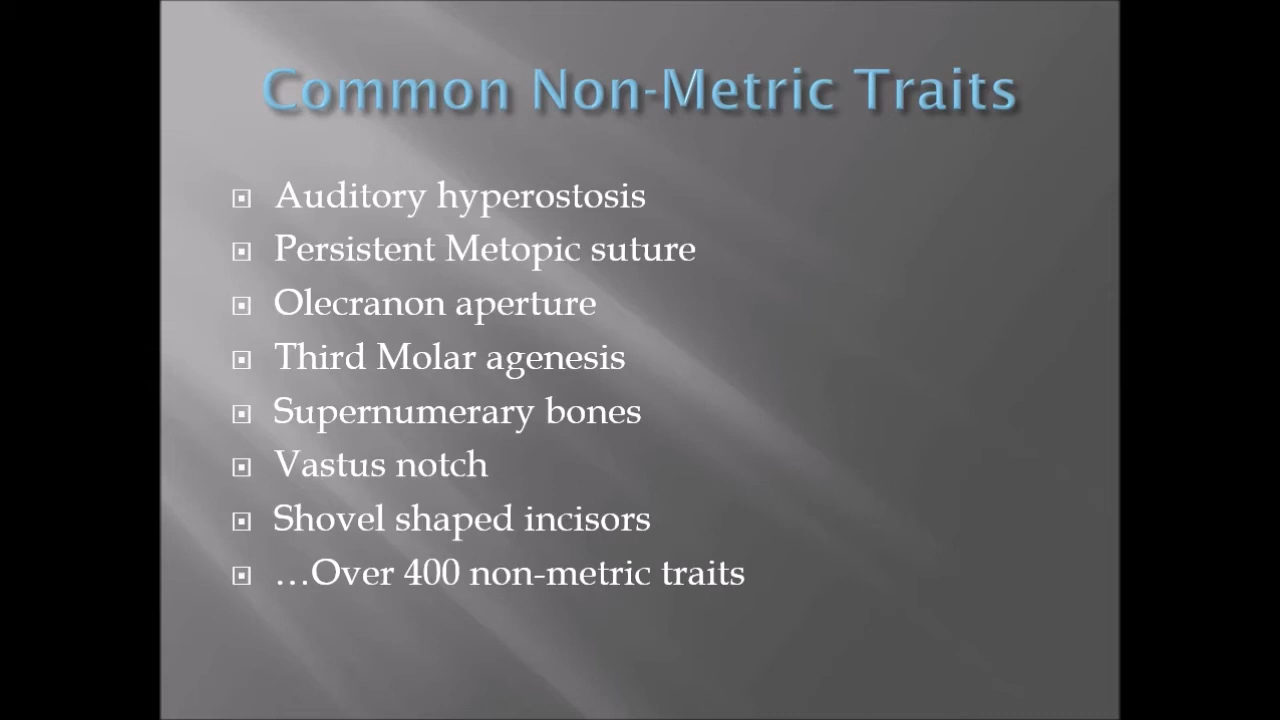 Common Non-Metric Traits
Auditory hyperostosis
Persistent Metopic suture
Olecranon aperture
Third Molar agenesis
Supernumerary bones
Vastus notch
Shovel shaped incisors
…Over 400 non-metric traits